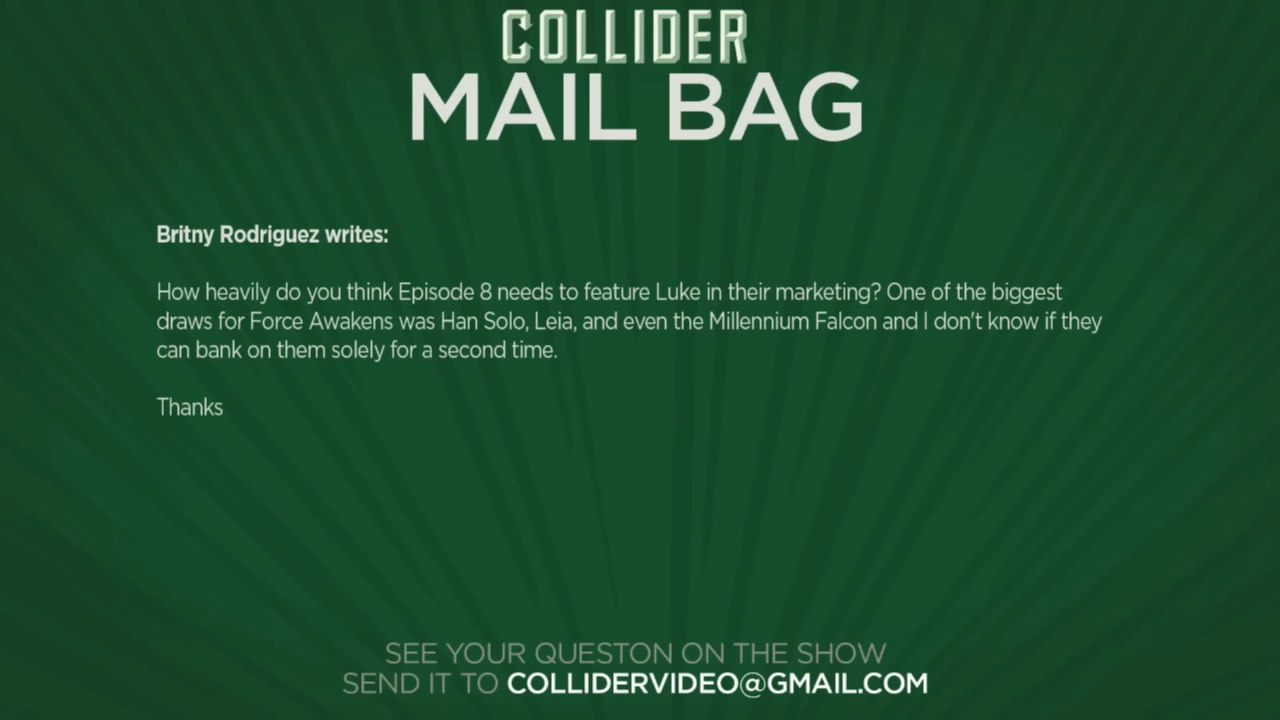 COLLIDER
MAIL BAG
Britny Rodriguez writes:
How heavily do you think Episode 8 needs to feature Luke in their marketing? One of the biggest
draws for Force Awakens was Han Solo, Leia, and even the Millennium Falcon and I don't know if they
can bank on them solely for a second time.
Thanks
SEE YOUR QUESTON ON THE SHOW
SEND IT TO COLLIDERVIDEO@GMAIL.COM